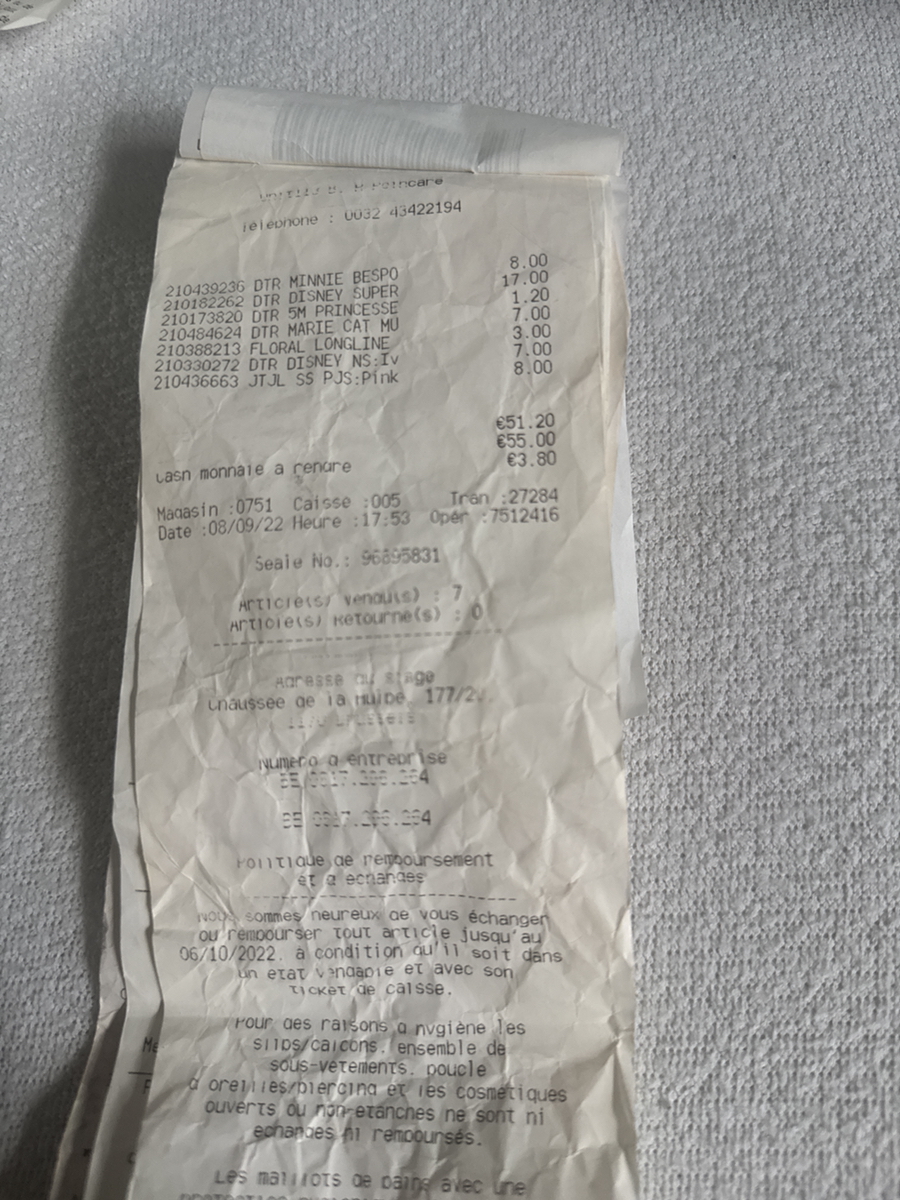 Poincare
Téléphone : 0032 43422194
210439236 DTR MINNIE BESPO 8.00
210182262 DTR DISNEY SUPER 17.00
210173820 DTR 5M PRINCESSE 1.20
210484624 DTR MARIE CAT MU 7.00
210388213 FLORAL LONGLINE 3.00
210330272 DTR DISNEY NS:Iv 7.00
210436663 JTJL SS PJS:Pink 8.00
€51.20
€55.00
Cash monnaie à rendre €3.80
Magasin :0751 Caisse :005 Tran :27284
Date :08/09/22 Heure :17:53 Opér :7512416
Seale No.: 96895831
Article(s) Vendu(s) : 7
Article(s) Retourné(s) : 0
Adresse du siège
Chaussée de la Hulpe, 177/
Numéro d'entreprise
Politique de remboursement
et d'échanges
Nous sommes heureux de vous échanger
ou rembourser tout article jusqu'au
06/10/2022, à condition qu'il soit dans
un état vendable et avec son
ticket de caisse.
Pour des raisons d'hygiène les
slips/caleçons, ensemble de
sous-vêtements, boucle
d'oreilles/piercing et les cosmétiques
ouverts ou non-étanches ne sont ni
échangés ni remboursés.
Les maillots de bains avec une